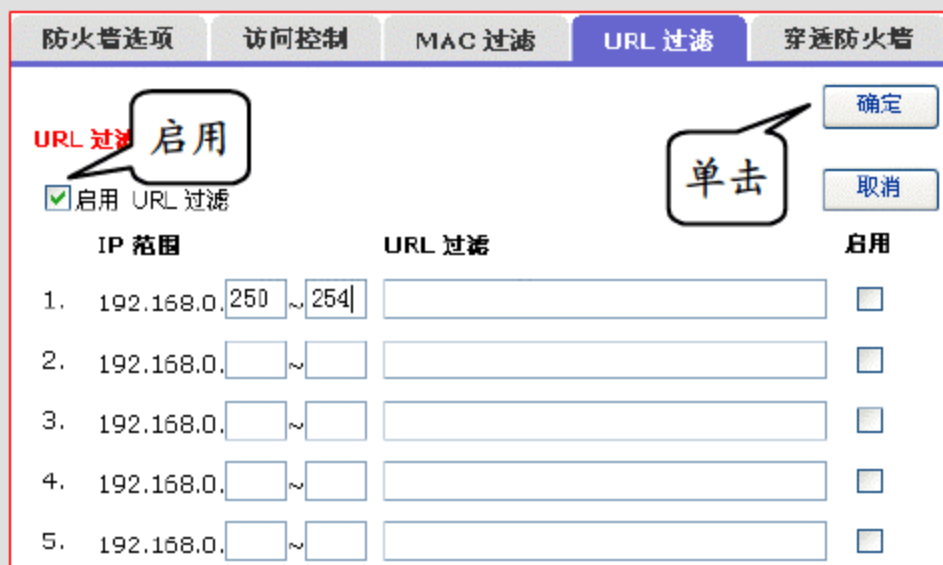 防火墙选项 访问控制 MAC 过滤 URL 过滤 穿透防火墙
确定
URL 过滤
启用
单击
取消
启用 URL 过滤
IP 范围 URL 过滤 启用
1. 192.168.0. 250 ~ 254
2. 192.168.0. ~
3. 192.168.0. ~
4. 192.168.0. ~
5. 192.168.0. ~